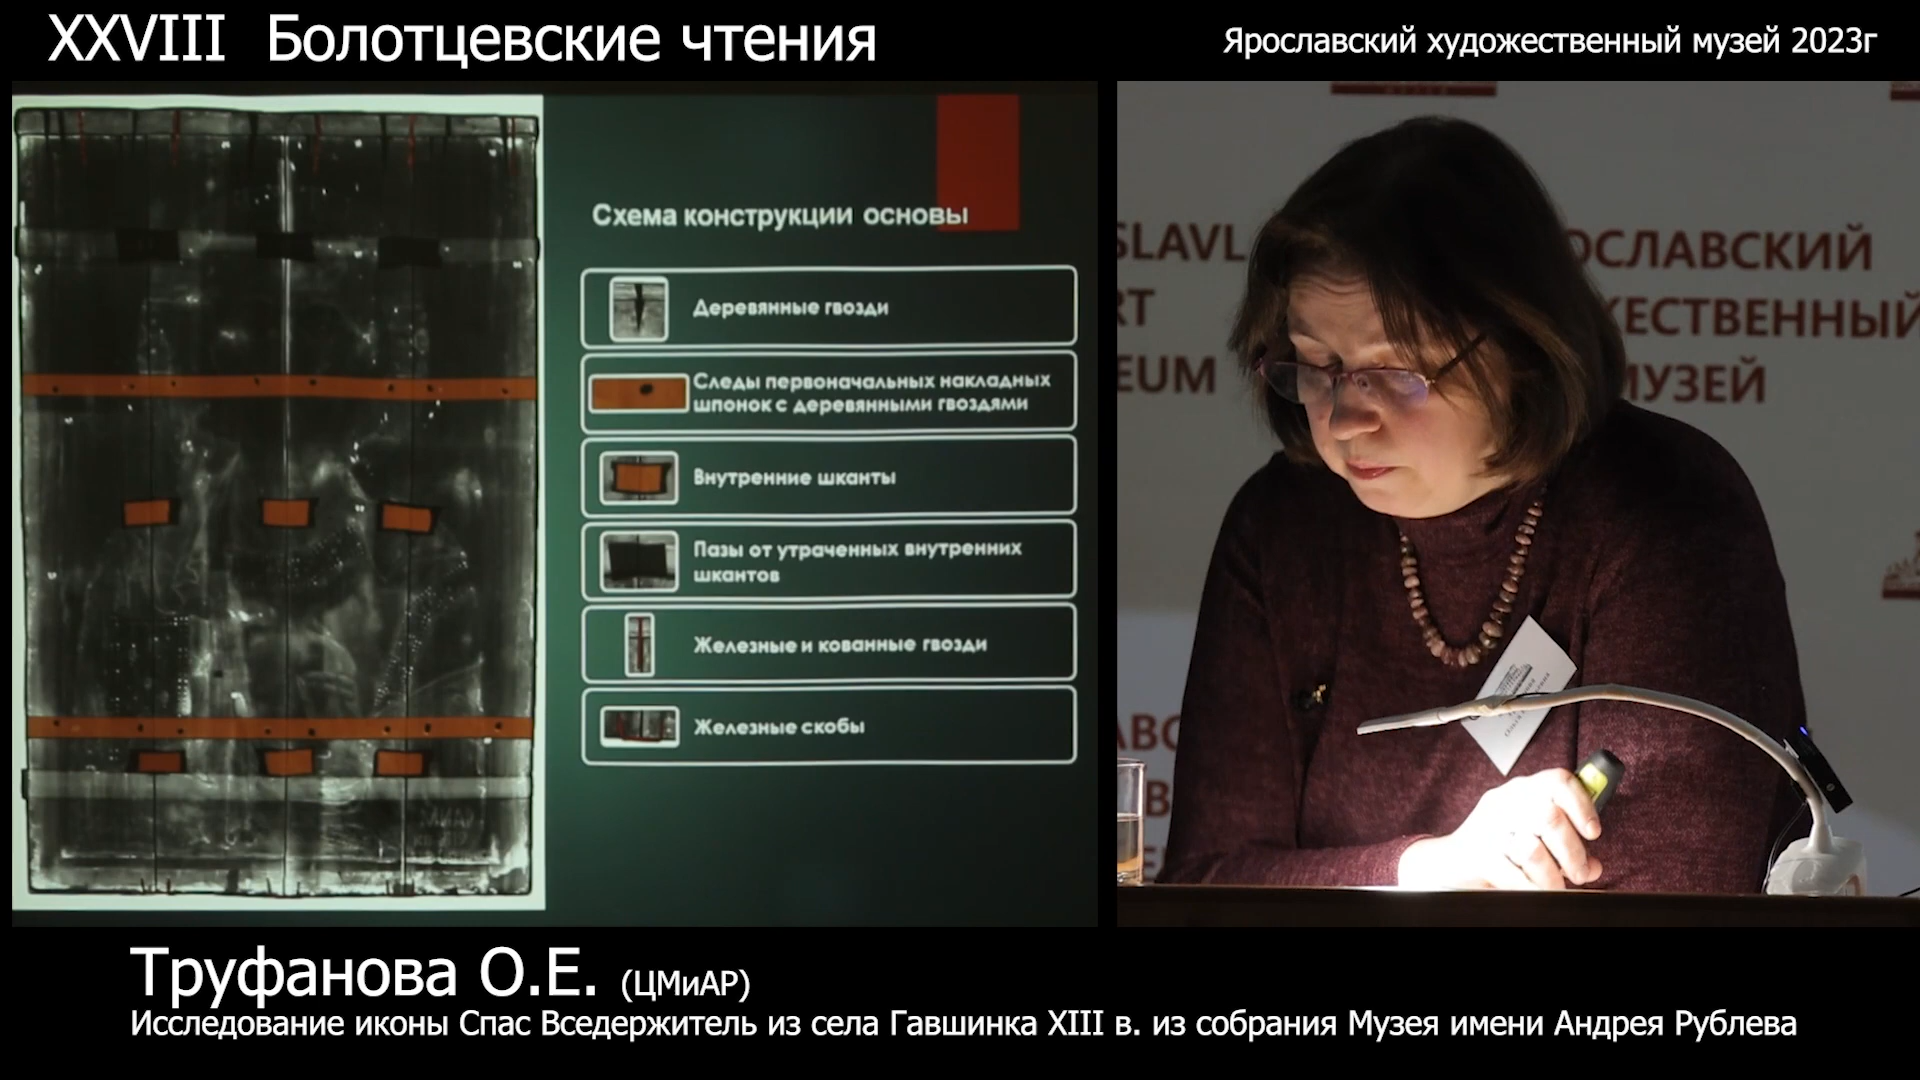 XXVIII Болотцевские чтения
Ярославский художественный музей 2023г
Схема конструкции основы
Деревянные гвозди
Следы первоначальных накладных
шпонок с деревянными гвоздями
Внутренние шканты
Пазы от утраченных внутренних
шкантов
Железные и кованные гвозди
Железные скобы
SLAVL
RT
EUM
ОСЛАВСКИЙ
ЖЕСТВЕННЫЙ
МУЗЕЙ
Труфанова О.Е. (ЦМиАР)
Исследование иконы Спас Вседержитель из села Гавшинка XIII в. из собрания Музея имени Андрея Рублева